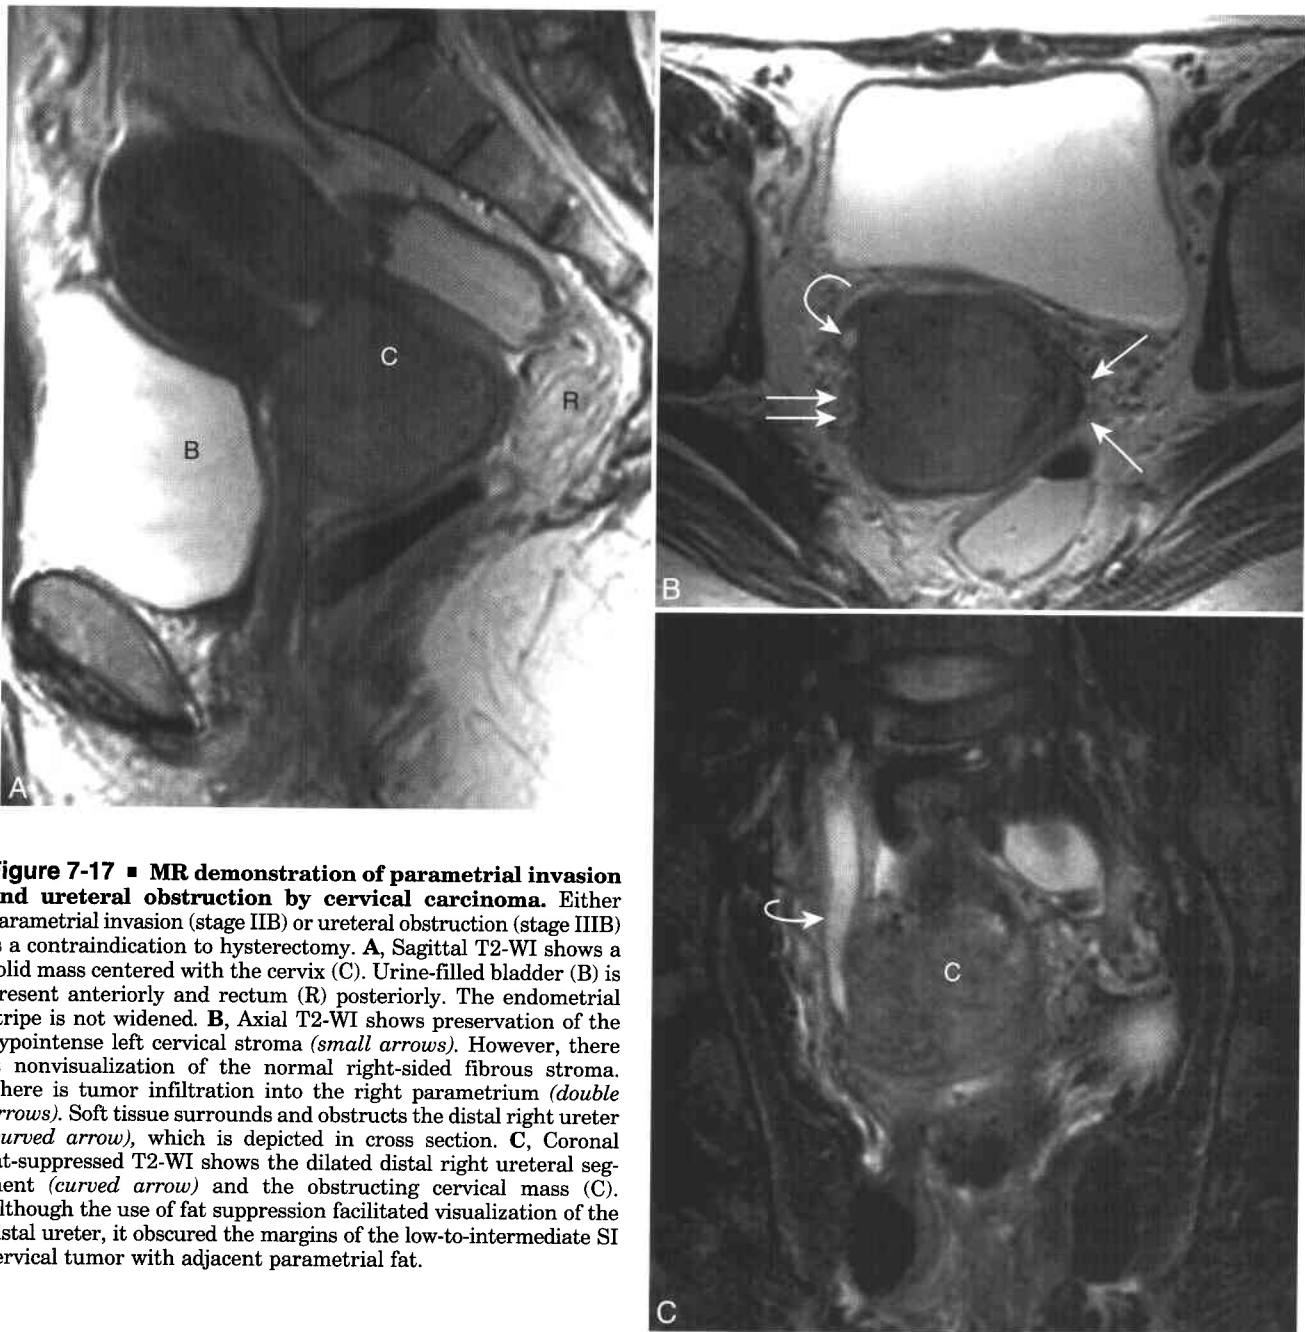 C
R
B
A
B
C
C
igure 7-17 ■ MR demonstration of parametrial invasion
nd ureteral obstruction by cervical carcinoma. Either
arametrial invasion (stage IIB) or ureteral obstruction (stage IIIB)
s a contraindication to hysterectomy. A, Sagittal T2-WI shows a
olid mass centered with the cervix (C). Urine-filled bladder (B) is
resent anteriorly and rectum (R) posteriorly. The endometrial
tripe is not widened. B, Axial T2-WI shows preservation of the
ypointense left cervical stroma (small arrows). However, there
s nonvisualization of the normal right-sided fibrous stroma.
here is tumor infiltration into the right parametrium (double
rrows). Soft tissue surrounds and obstructs the distal right ureter
urved arrow), which is depicted in cross section. C, Coronal
at-suppressed T2-WI shows the dilated distal right ureteral seg-
nent (curved arrow) and the obstructing cervical mass (C).
lthough the use of fat suppression facilitated visualization of the
istal ureter, it obscured the margins of the low-to-intermediate SI
ervical tumor with adjacent parametrial fat.